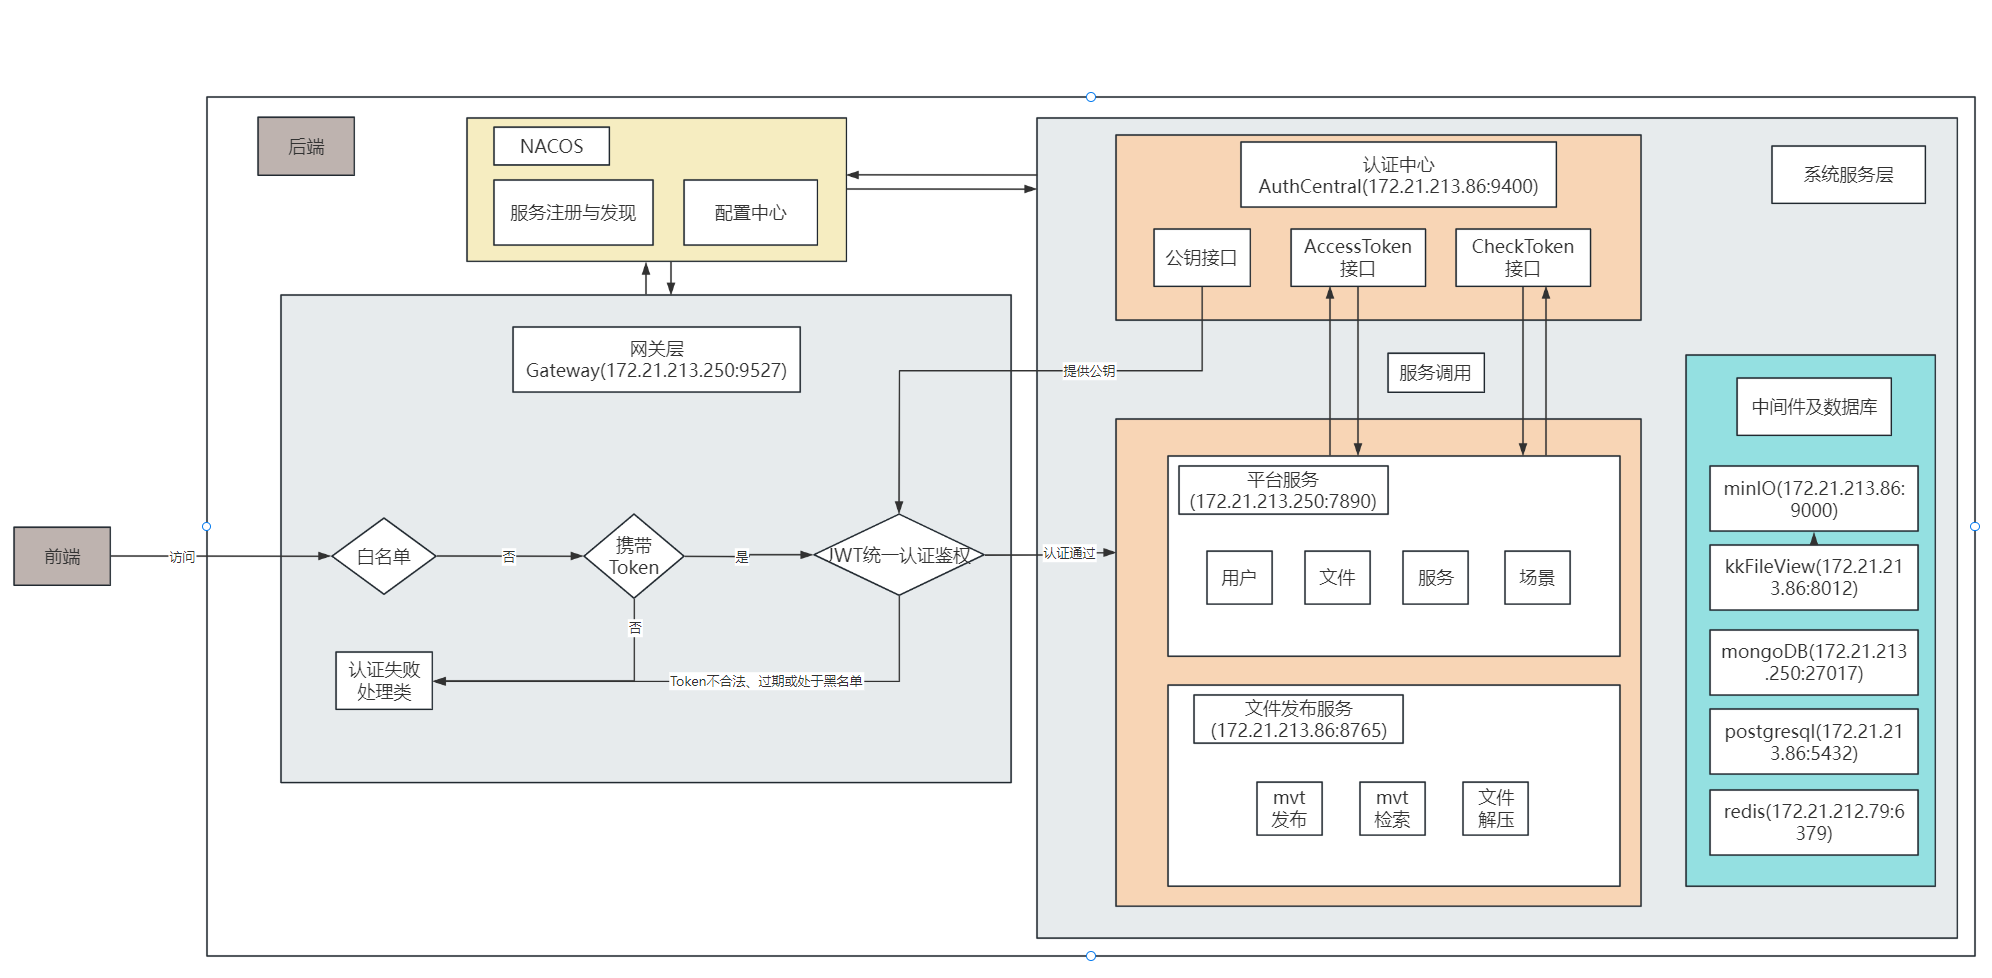 后端
NACOS
服务注册与发现
配置中心
认证中心
AuthCentral(172.21.213.86:9400)
系统服务层
公钥接口
AccessToken
接口
CheckToken
接口
网关层
Gateway(172.21.213.250:9527)
提供公钥
服务调用
中间件及数据库
平台服务
(172.21.213.250:7890)
minIO(172.21.213.86:
9000)
前端
访问
白名单
否
携带
Token
是
JWT统一认证鉴权
认证通过
用户
文件
服务
场景
kkFileView(172.21.21
3.86:8012)
否
认证失败
处理类
Token不合法、过期或处于黑名单
mongoDB(172.21.213
.250:27017)
文件发布服务
(172.21.213.86:8765)
postgresql(172.21.21
3.86:5432)
mvt
发布
mvt
检索
文件
解压
redis(172.21.212.79:6
379)